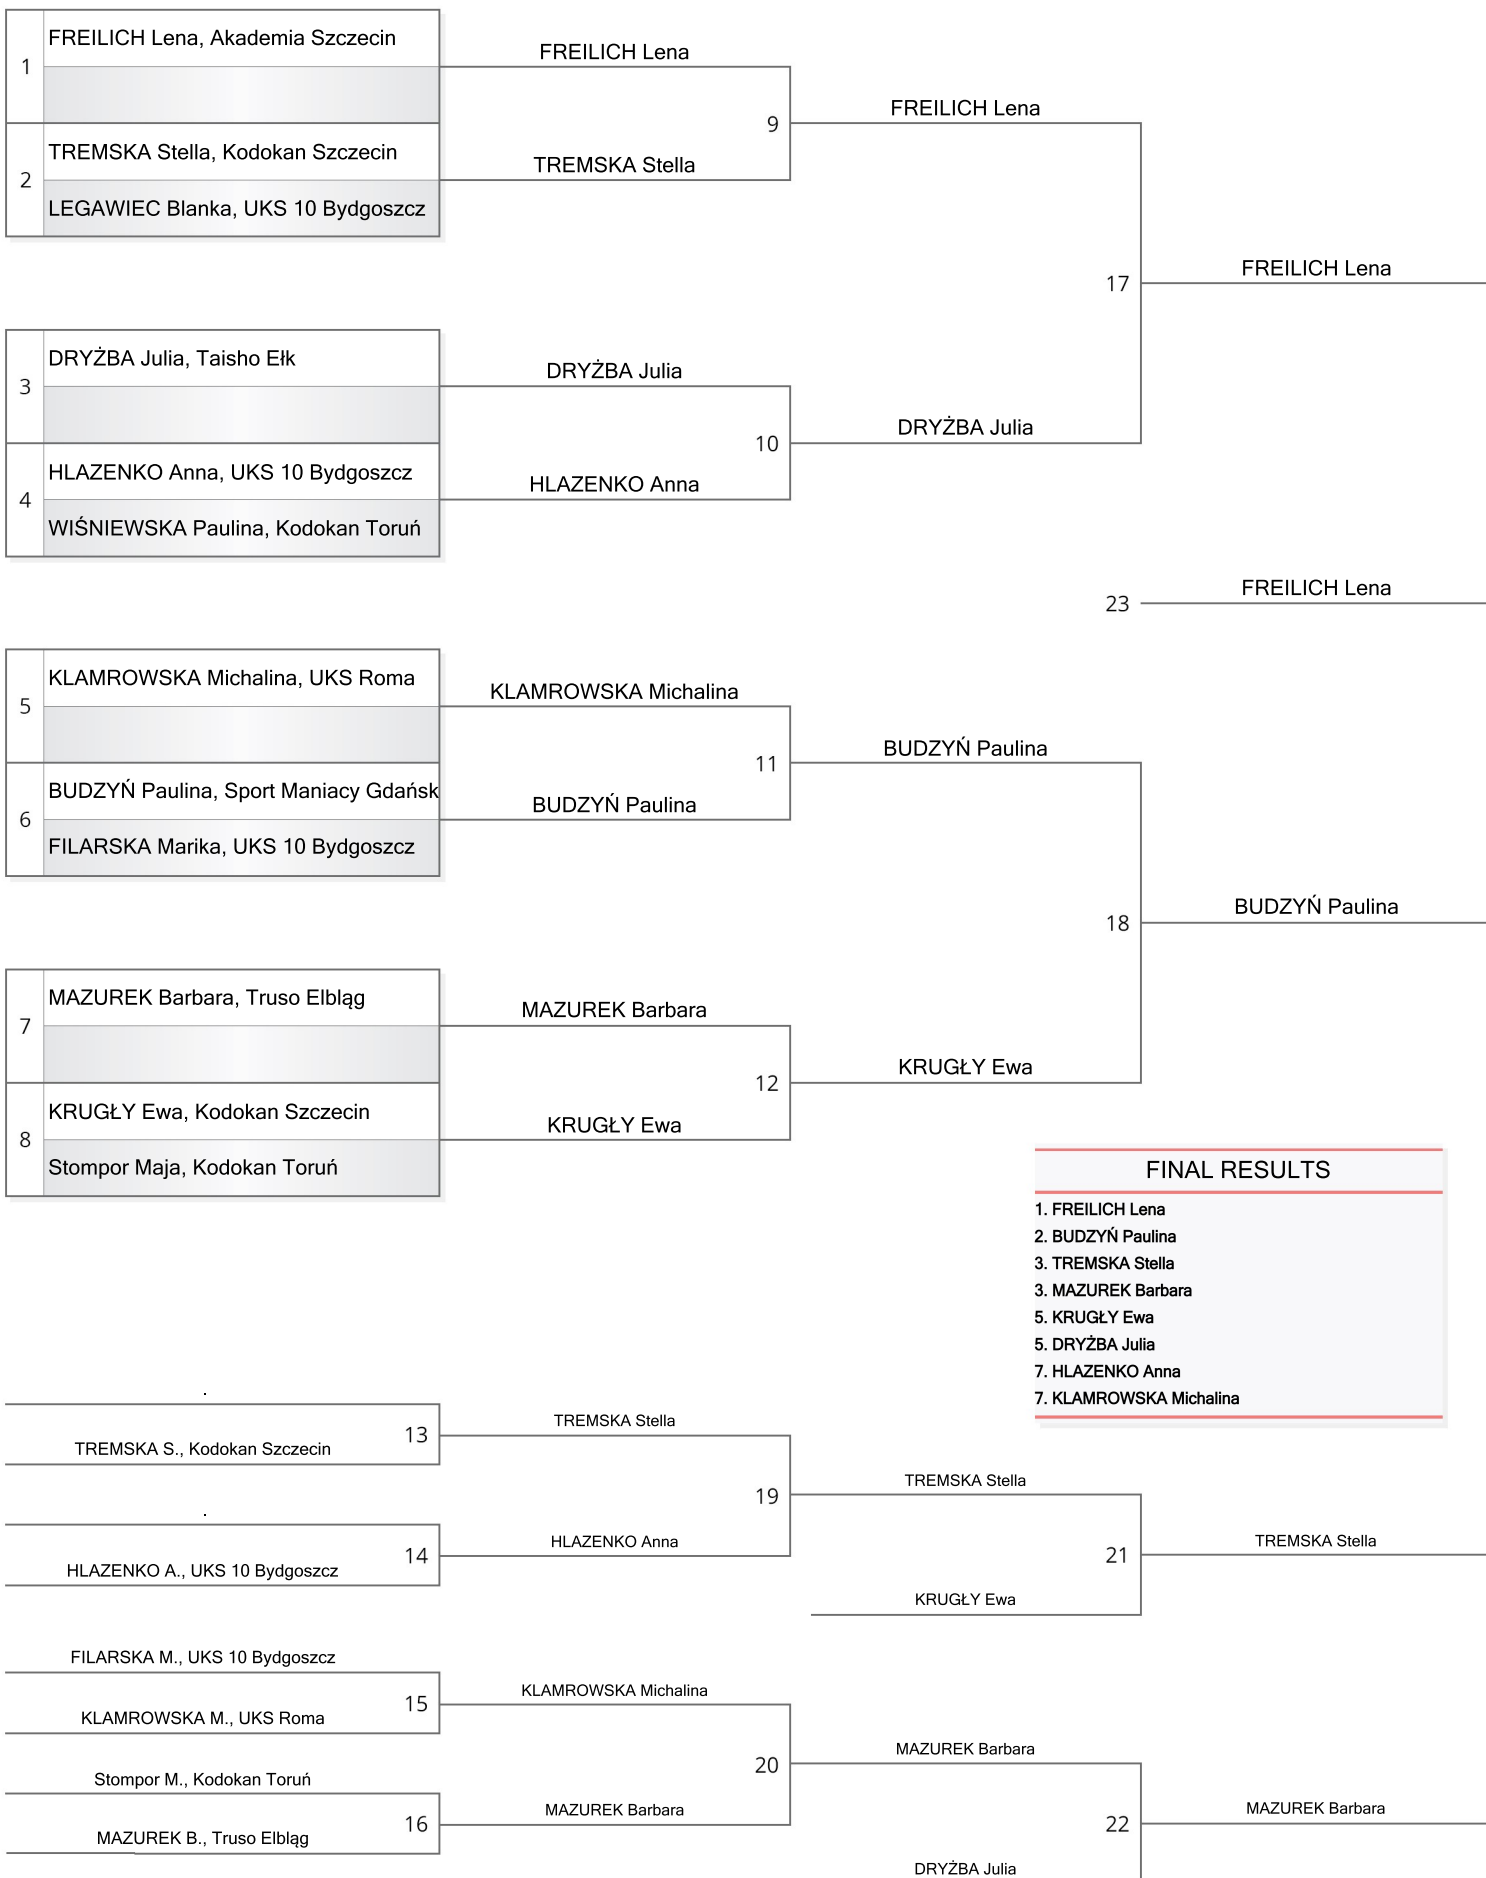 FREILICH Lena, Akademia Szczecin
FREILICH Lena
1
FREILICH Lena
9
TREMSKA Stella, Kodokan Szczecin
TREMSKA Stella
2
LEGAWIEC Blanka, UKS 10 Bydgoszcz
FREILICH Lena
17
DRYŻBA Julia, Taisho Ełk
DRYŻBA Julia
3
DRYŻBA Julia
10
HLAZENKO Anna, UKS 10 Bydgoszcz
HLAZENKO Anna
4
WIŚNIEWSKA Paulina, Kodokan Toruń
FREILICH Lena
23
KLAMROWSKA Michalina, UKS Roma
KLAMROWSKA Michalina
5
BUDZYŃ Paulina
11
BUDZYŃ Paulina, Sport Maniacy Gdańsk
BUDZYŃ Paulina
6
FILARSKA Marika, UKS 10 Bydgoszcz
BUDZYŃ Paulina
18
MAZUREK Barbara, Truso Elbląg
MAZUREK Barbara
7
KRUGŁY Ewa
12
KRUGŁY Ewa, Kodokan Szczecin
KRUGŁY Ewa
8
Stompor Maja, Kodokan Toruń
FINAL RESULTS
1. FREILICH Lena
2. BUDZYŃ Paulina
3. TREMSKA Stella
3. MAZUREK Barbara
5. KRUGŁY Ewa
5. DRYŻBA Julia
7. HLAZENKO Anna
7. KLAMROWSKA Michalina
.
TREMSKA Stella
13
TREMSKA S., Kodokan Szczecin
TREMSKA Stella
19
.
HLAZENKO Anna
TREMSKA Stella
14
21
HLAZENKO A., UKS 10 Bydgoszcz
KRUGŁY Ewa
FILARSKA M., UKS 10 Bydgoszcz
KLAMROWSKA Michalina
15
KLAMROWSKA M., UKS Roma
MAZUREK Barbara
20
Stompor M., Kodokan Toruń
MAZUREK Barbara
MAZUREK Barbara
16
22
MAZUREK B., Truso Elbląg
DRYŻBA Julia